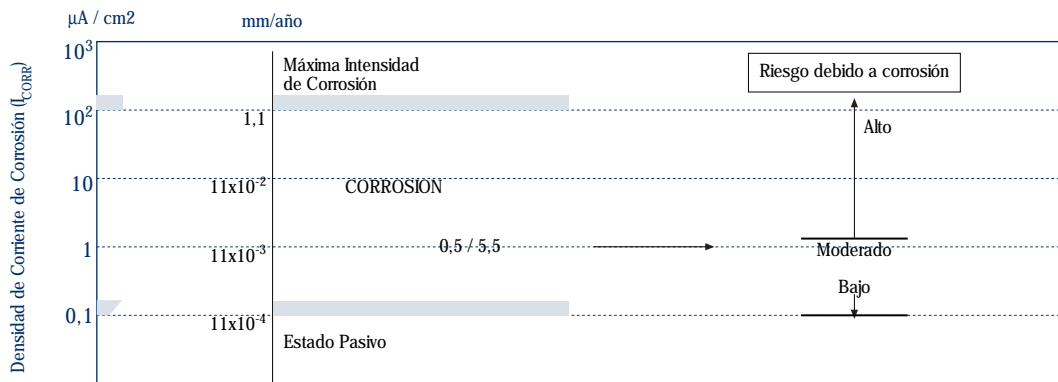 µA / cm2
mm/año
Densidad de Corriente de Corrosión (I_CORR)
10³
Máxima Intensidad
de Corrosión
Riesgo debido a corrosión
10²
1,1
Alto
10
11x10⁻²
CORROSION
1
11x10⁻³
0,5 / 5,5
Moderado
Bajo
0,1
11x10⁻⁴
Estado Pasivo